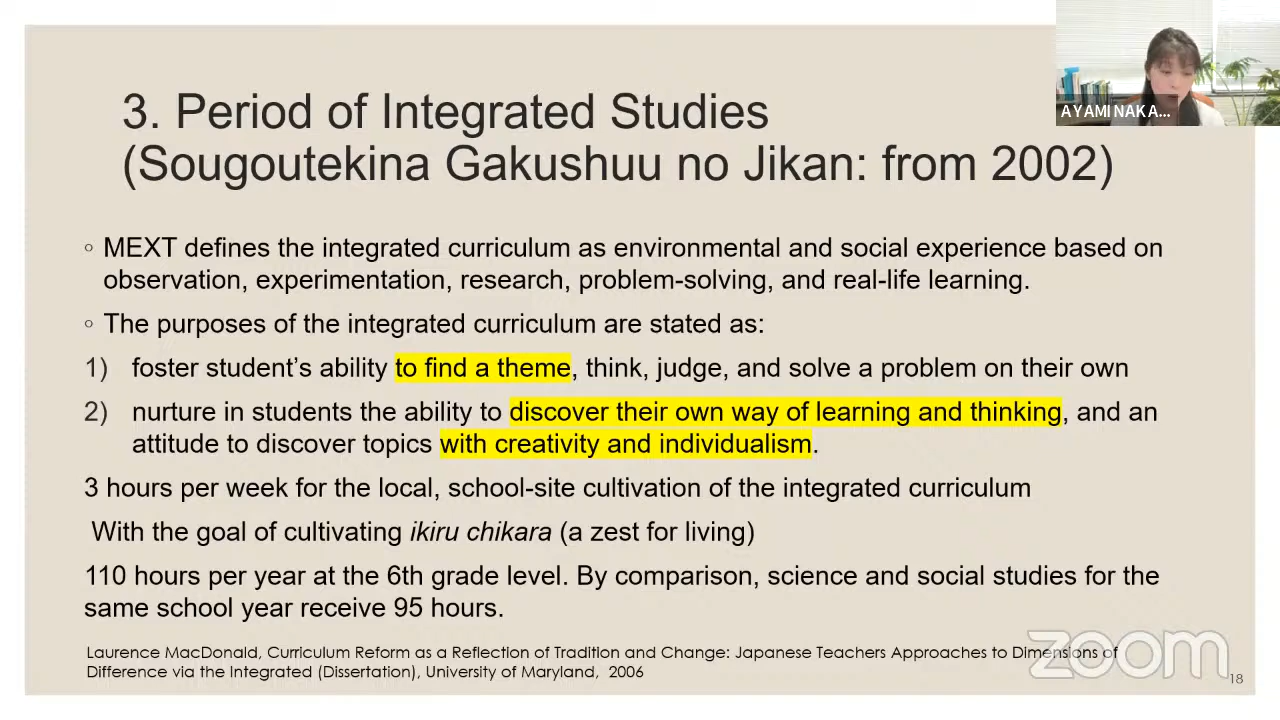 3. Period of Integrated Studies
(Sougoutekina Gakushuu no Jikan: from 2002)
AYAMI NAKA...
◦ MEXT defines the integrated curriculum as environmental and social experience based on
observation, experimentation, research, problem-solving, and real-life learning.
◦ The purposes of the integrated curriculum are stated as:
1) foster student’s ability to find a theme, think, judge, and solve a problem on their own
2) nurture in students the ability to discover their own way of learning and thinking, and an
attitude to discover topics with creativity and individualism.
3 hours per week for the local, school-site cultivation of the integrated curriculum
With the goal of cultivating ikiru chikara (a zest for living)
110 hours per year at the 6th grade level. By comparison, science and social studies for the
same school year receive 95 hours.
Laurence MacDonald, Curriculum Reform as a Reflection of Tradition and Change: Japanese Teachers Approaches to Dimensions of
Difference via the Integrated (Dissertation), University of Maryland, 2006
zoom
18